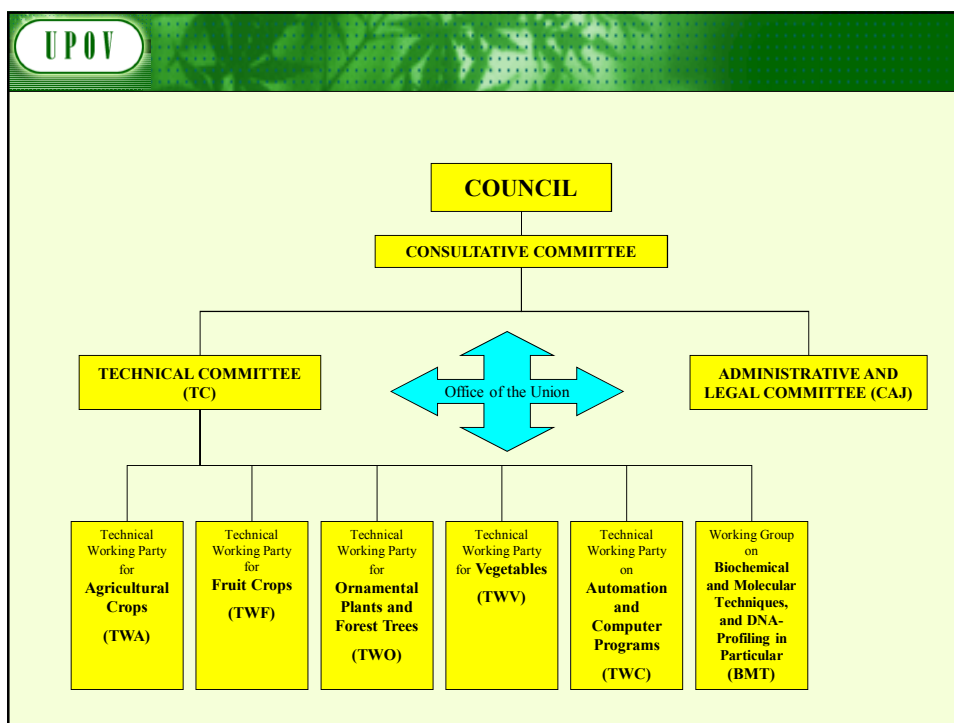 UPOV
COUNCIL
CONSULTATIVE COMMITTEE
TECHNICAL COMMITTEE
(TC)
Office of the Union
ADMINISTRATIVE AND
LEGAL COMMITTEE (CAJ)
Technical
Working Party
for
Agricultural
Crops
(TWA)
Technical
Working Party
for
Fruit Crops
(TWF)
Technical
Working Party
for
Ornamental
Plants and
Forest Trees
(TWO)
Technical
Working Party
for Vegetables
(TWV)
Technical
Working Party
on
Automation
and
Computer
Programs
(TWC)
Working Group
on
Biochemical
and Molecular
Techniques,
and DNA-
Profiling in
Particular
(BMT)